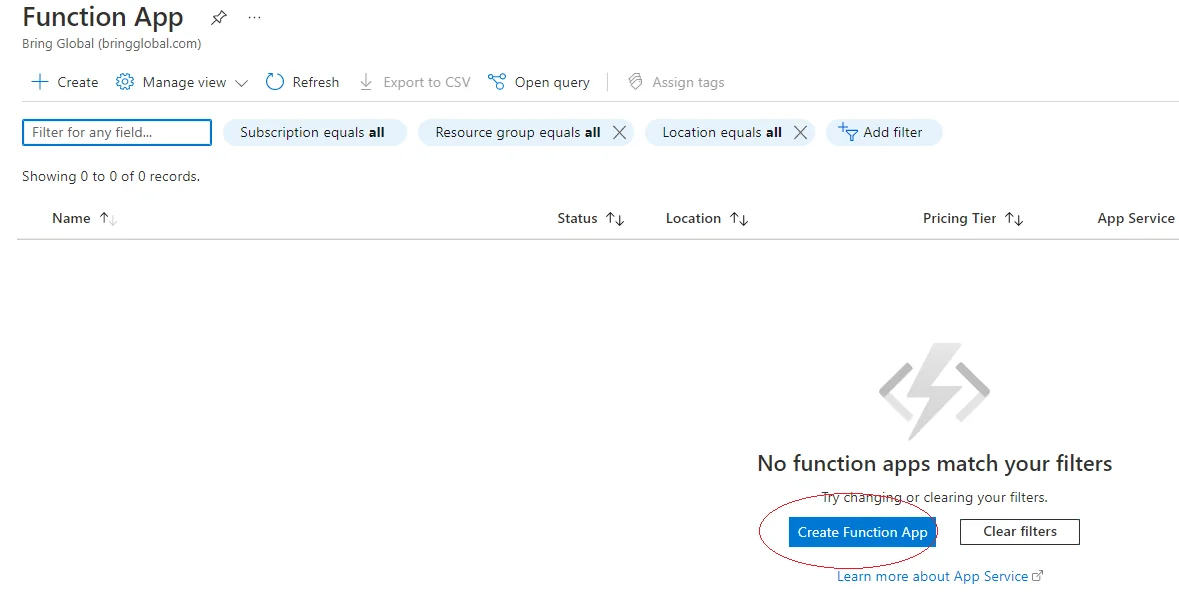 Function App
Bring Global (bringglobal.com)
Create Manage view Refresh Export to CSV Open query Assign tags
Filter for any field... Subscription equals all Resource group equals all Location equals all Add filter
Showing 0 to 0 of 0 records.
Name Status Location Pricing Tier App Service
No function apps match your filters
Try changing or clearing your filters.
Create Function App Clear filters
Learn more about App Service